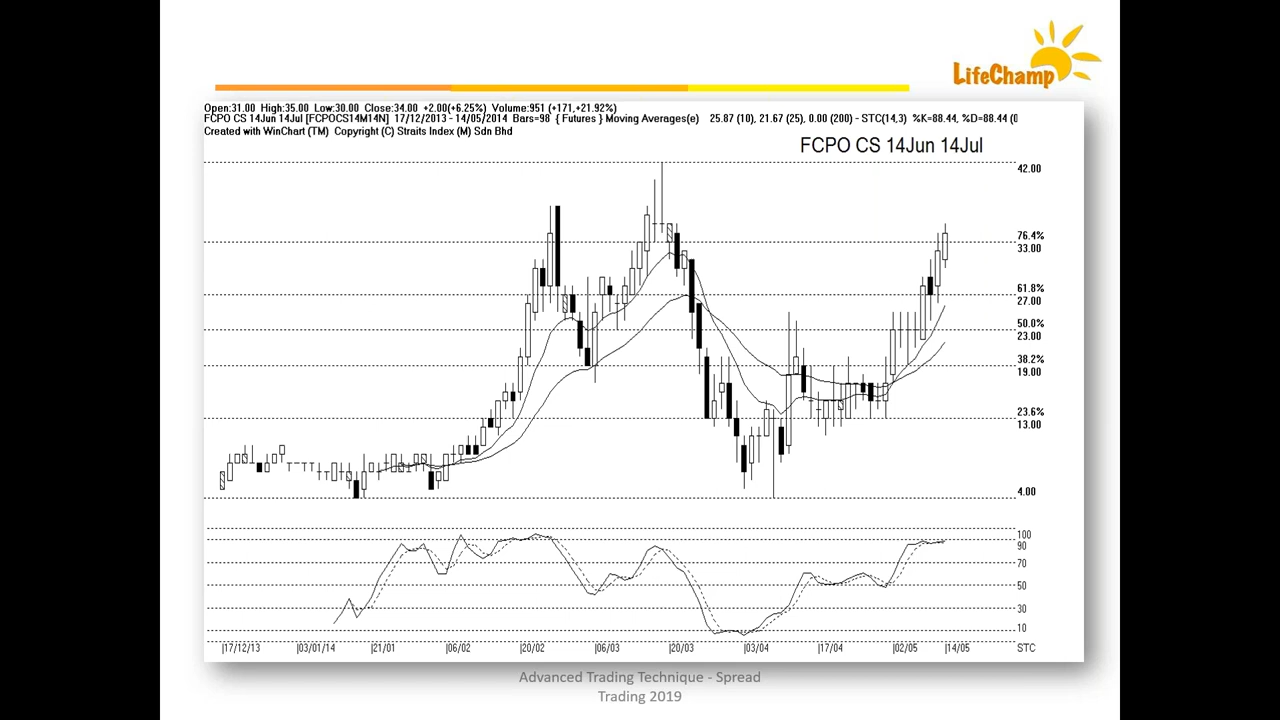 LifeChamp
Open:31.00 High:35.00 Low:30.00 Close:34.00 +2.00(+6.25%) Volume:951 (+171,+21.92%)
FCPO CS 14Jun 14Jul [FCPOCS14M14N] 17/12/2013 - 14/05/2014 Bars=98 { Futures } Moving Averages(e) 25.87 (10), 21.67 (25), 0.00 (200) - STC(14,3) %K=88.44, %D=88.44 (
Created with WinChart (TM) Copyright (C) Straits Index (M) Sdn Bhd
FCPO CS 14Jun 14Jul
42.00
76.4%
33.00
61.8%
27.00
50.0%
23.00
38.2%
19.00
23.6%
13.00
4.00
100
90
70
50
30
10
|17/12/13 |03/01/14 |21/01 |06/02 |20/02 |06/03 |20/03 |03/04 |17/04 |02/05 |14/05 STC
Advanced Trading Technique - Spread
Trading 2019